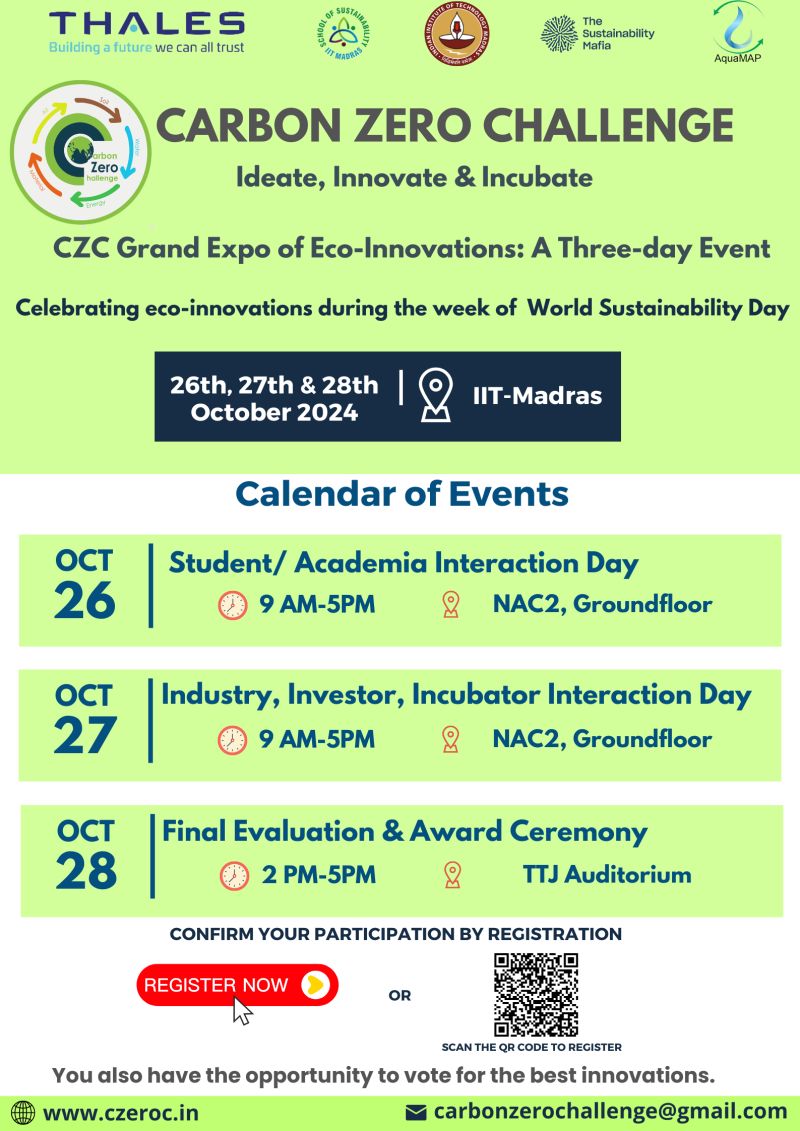 THALES
Building a future we can all trust
SCHOOL OF SUSTAINABILITY
IIT MADRAS
INDIAN INSTITUTE OF TECHNOLOGY MADRAS
The
Sustainability
Mafia
AquaMAP
Air
IoT
Water
Energy
Material
Carbon
Zero
Challenge
CARBON ZERO CHALLENGE
Ideate, Innovate & Incubate
CZC Grand Expo of Eco-Innovations: A Three-day Event
Celebrating eco-innovations during the week of World Sustainability Day
26th, 27th & 28th
October 2024
IIT-Madras
Calendar of Events
OCT
26
Student/ Academia Interaction Day
9 AM-5PM
NAC2, Groundfloor
OCT
27
Industry, Investor, Incubator Interaction Day
9 AM-5PM
NAC2, Groundfloor
OCT
28
Final Evaluation & Award Ceremony
2 PM-5PM
TTJ Auditorium
CONFIRM YOUR PARTICIPATION BY REGISTRATION
REGISTER NOW
OR
SCAN THE QR CODE TO REGISTER
You also have the opportunity to vote for the best innovations.
www.czeroc.in
carbonzerochallenge@gmail.com